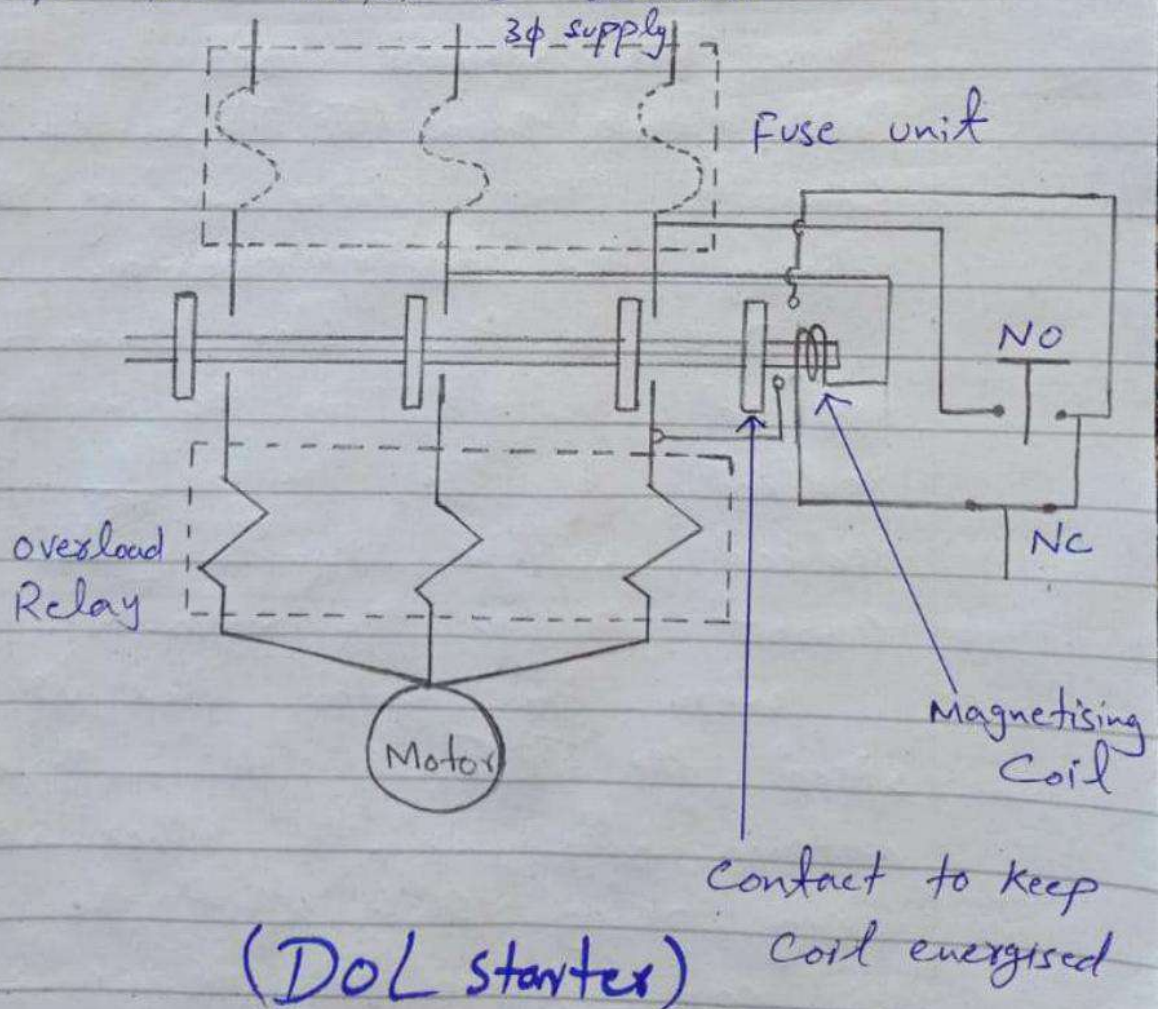 3φ supply
Fuse unit
NO
NC
overload
Relay
Magnetising
Coil
Motor
Contact to keep
Coil energised
(DOL starter)